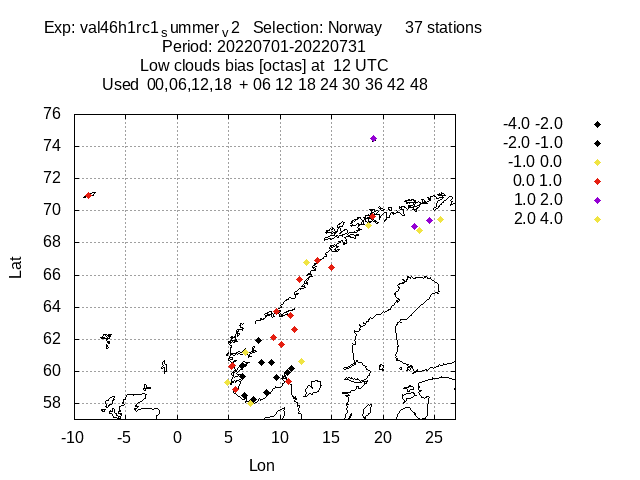 Exp: val46h1rc1summerv2 Selection: Norway 37 stations
Period: 20220701-20220731
Low clouds bias [octas] at 12 UTC
Used 00,06,12,18 + 06 12 18 24 30 36 42 48
76
74
72
70
68
66
64
62
60
58
-10 -5 0 5 10 15 20 25
Lat
Lon
-4.0 -2.0
-2.0 -1.0
-1.0 0.0
0.0 1.0
1.0 2.0
2.0 4.0